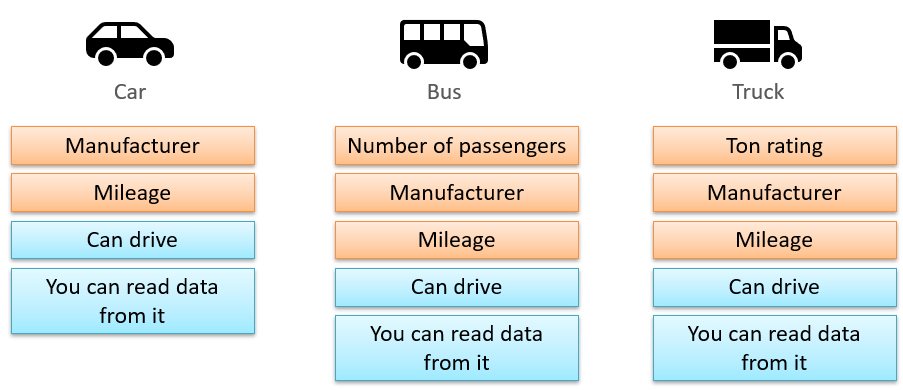 Car
Manufacturer
Mileage
Can drive
You can read data
from it
Bus
Number of passengers
Manufacturer
Mileage
Can drive
You can read data
from it
Truck
Ton rating
Manufacturer
Mileage
Can drive
You can read data
from it